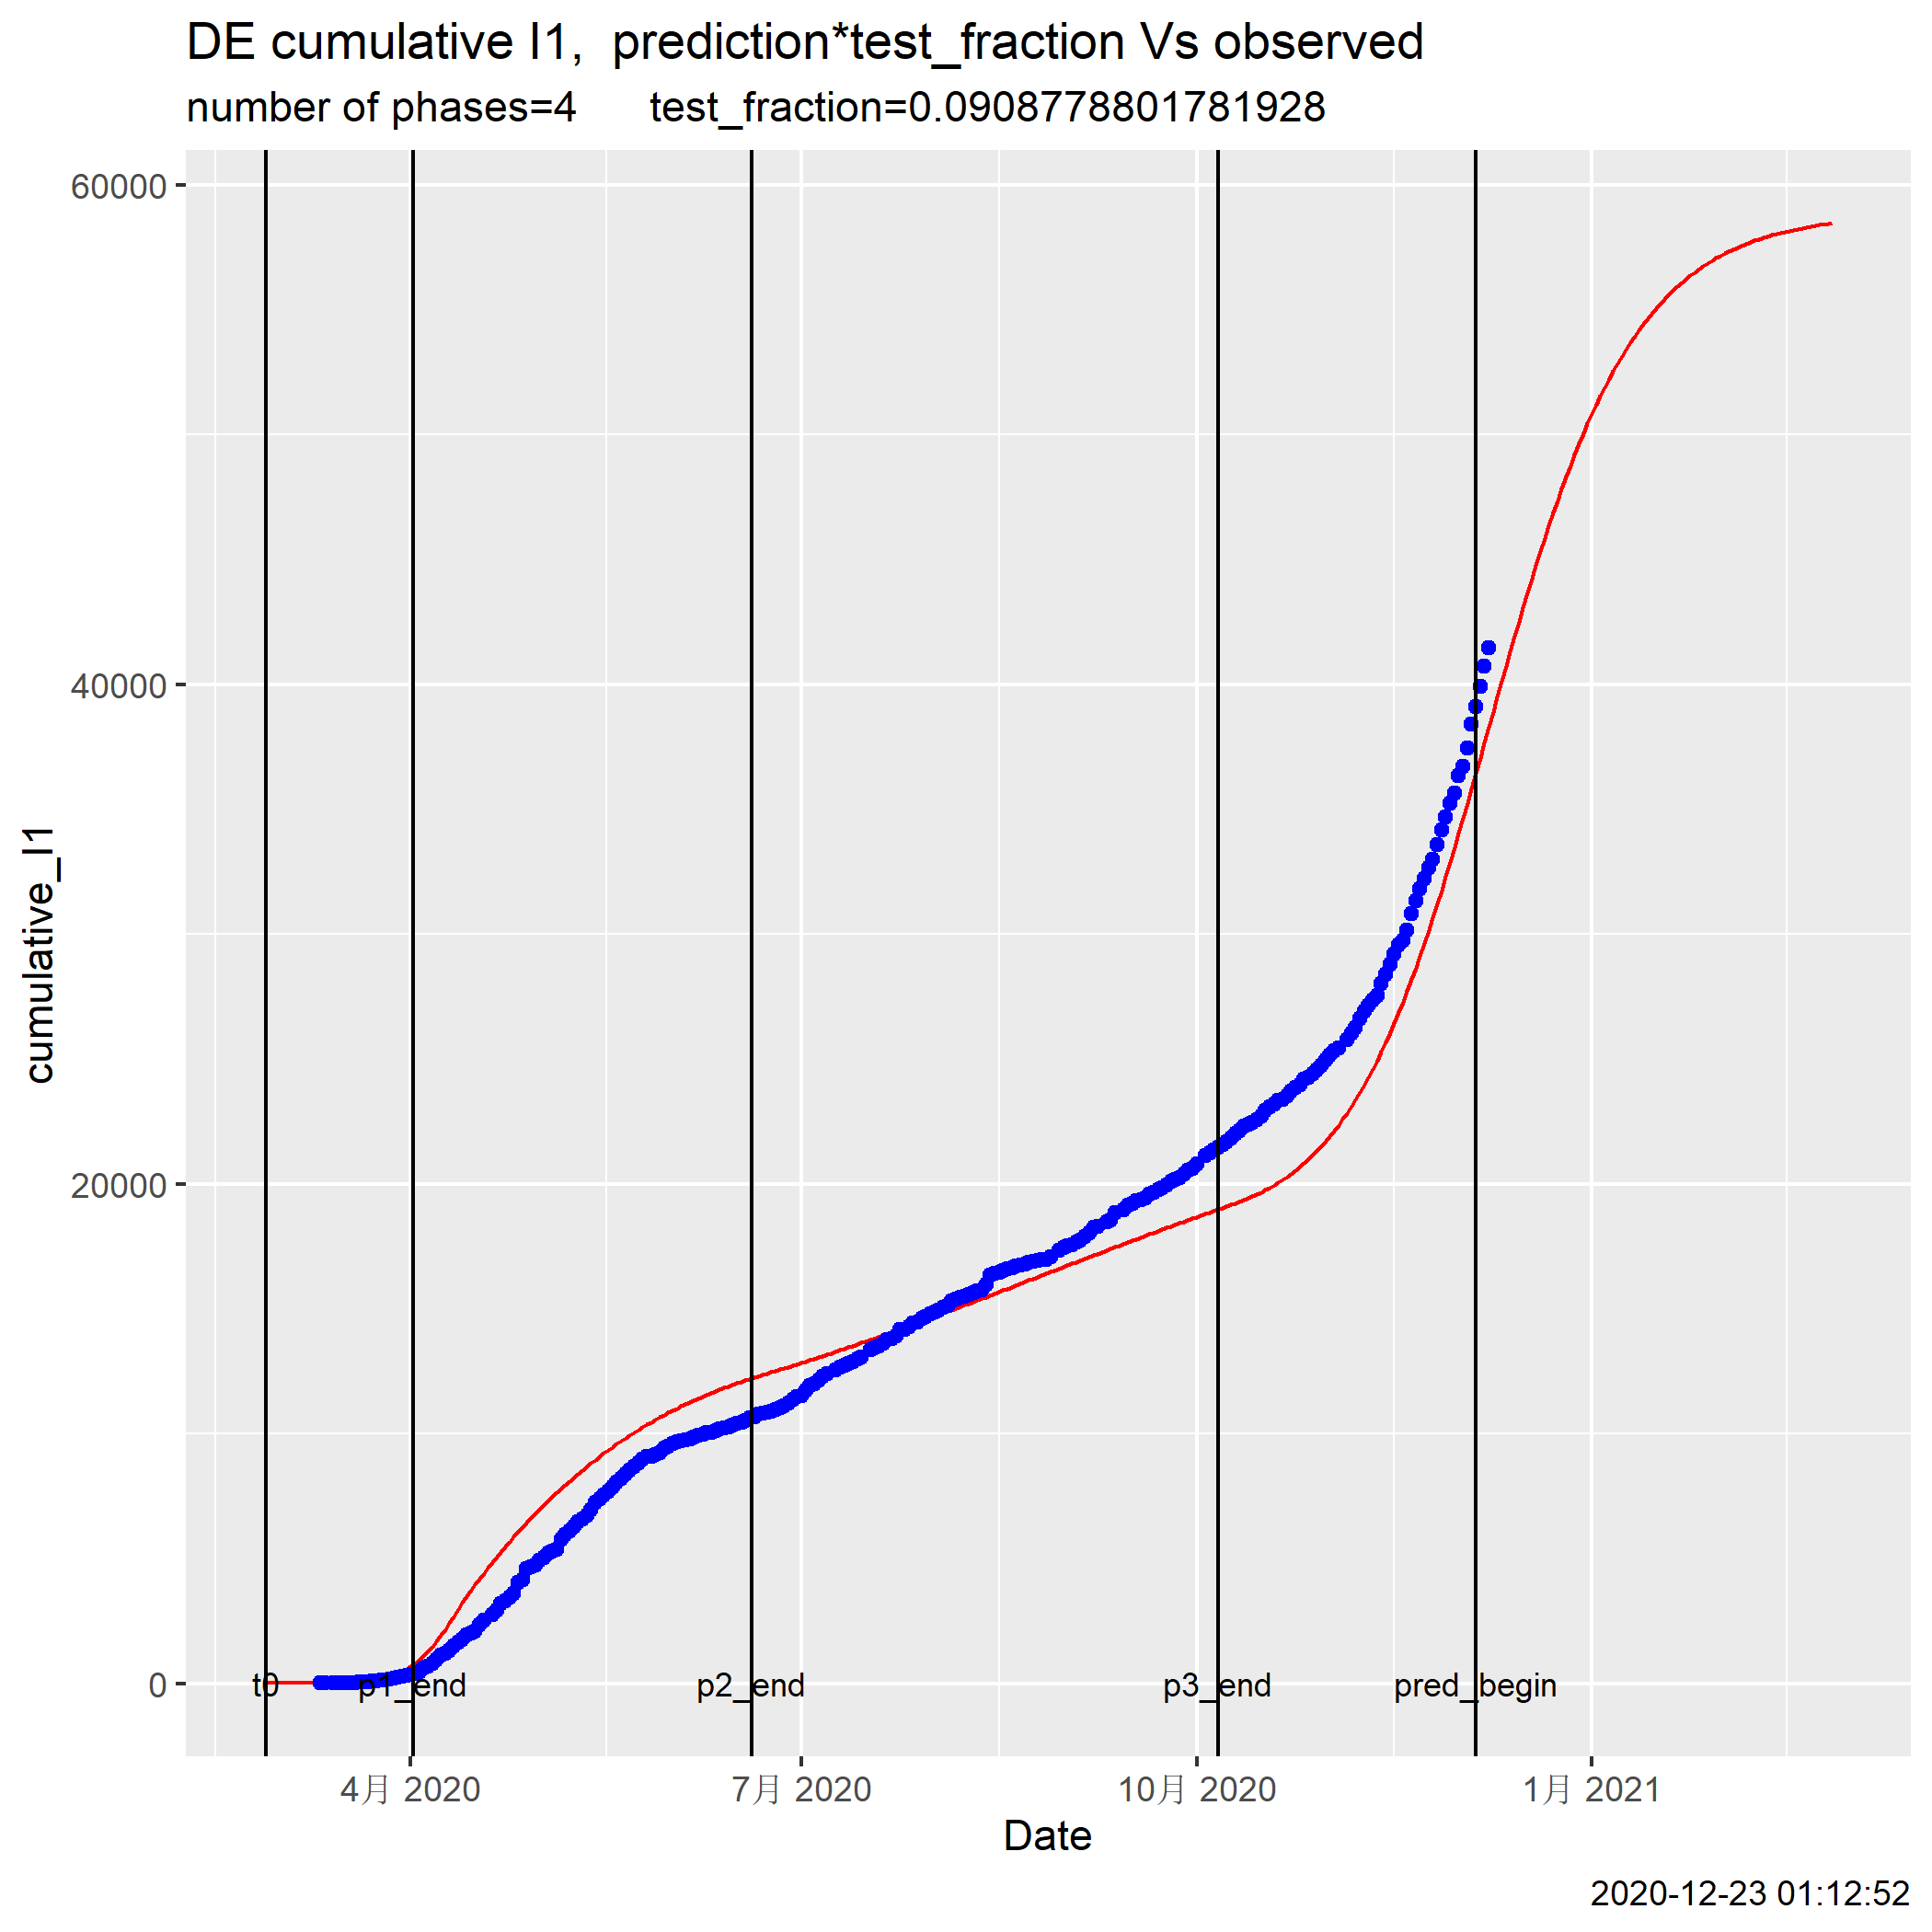 DE cumulative I1,  prediction*test_fraction Vs observed
number of phases=4      test_fraction=0.0908778801781928
60000
40000
20000
0
cumulative_I1
t0
p1_end
p2_end
p3_end
pred_begin
4月 2020
7月 2020
10月 2020
1月 2021
Date
2020-12-23 01:12:52